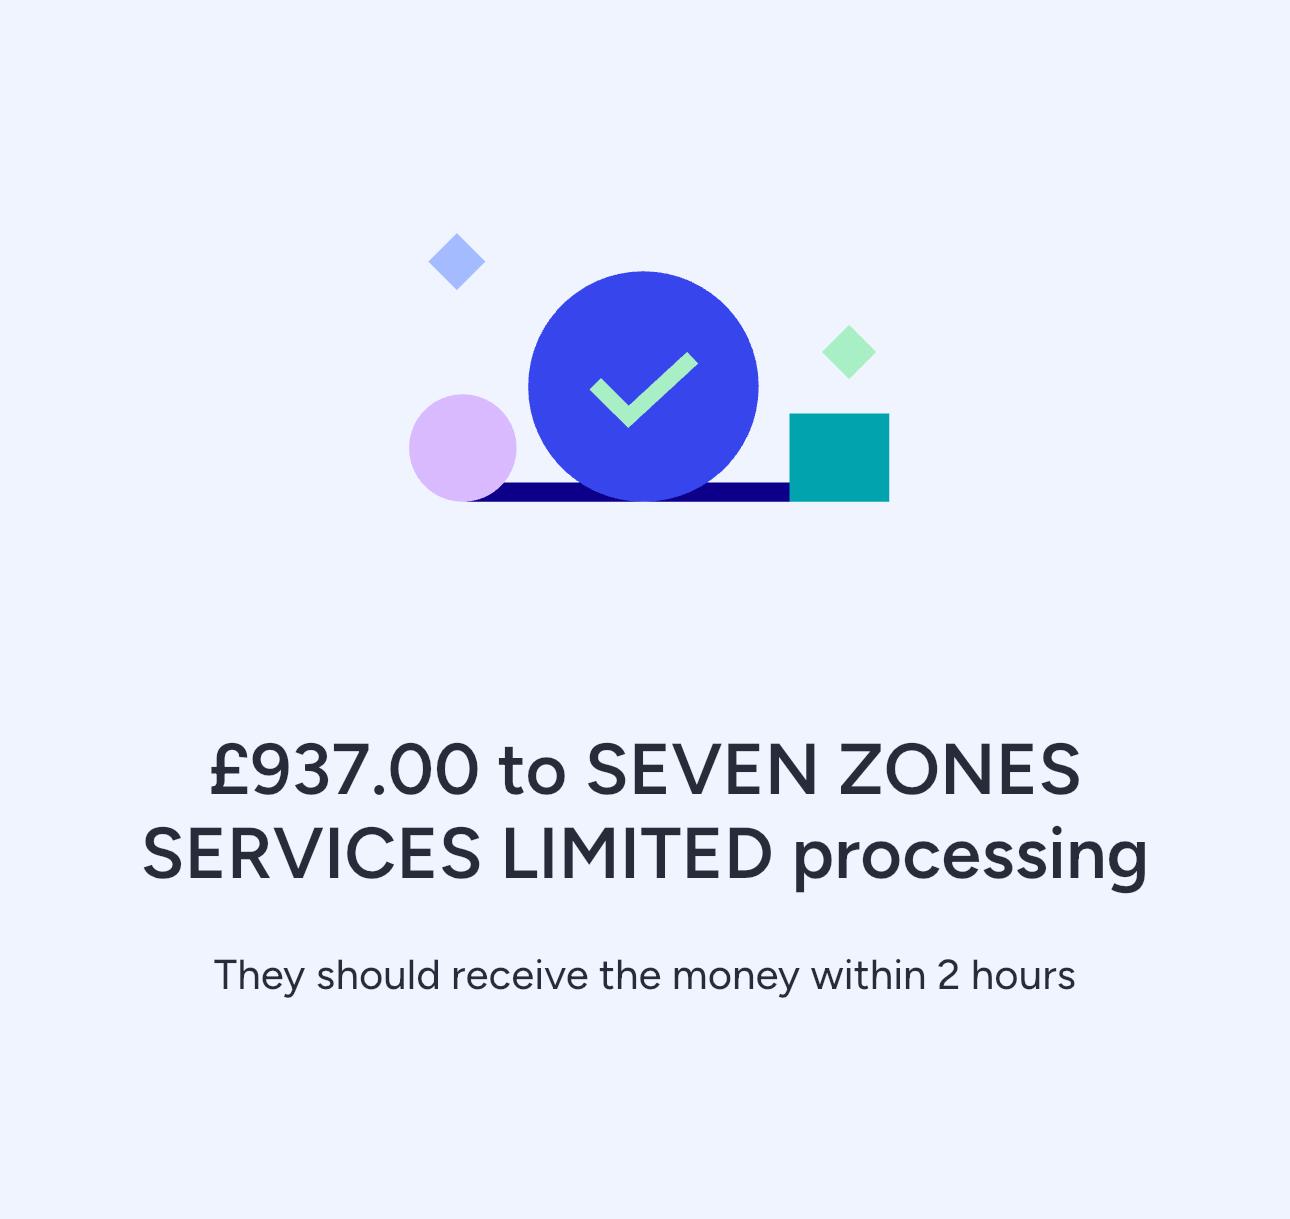 £937.00 to SEVEN ZONES
SERVICES LIMITED processing
They should receive the money within 2 hours